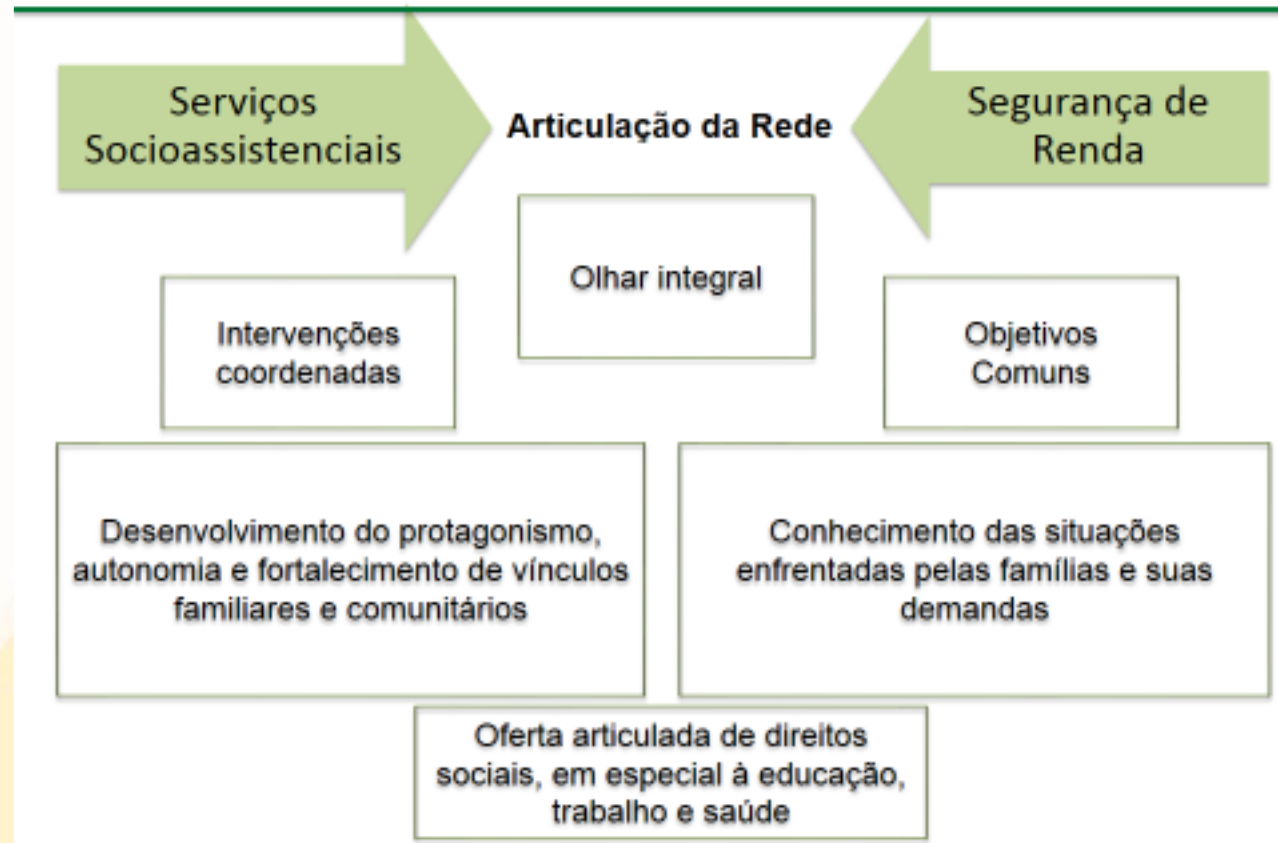 Serviços
Socioassistenciais
Articulação da Rede
Segurança de
Renda
Olhar integral
Intervenções
coordenadas
Objetivos
Comuns
Desenvolvimento do protagonismo,
autonomia e fortalecimento de vínculos
familiares e comunitários
Conhecimento das situações
enfrentadas pelas famílias e suas
demandas
Oferta articulada de direitos
sociais, em especial à educação,
trabalho e saúde